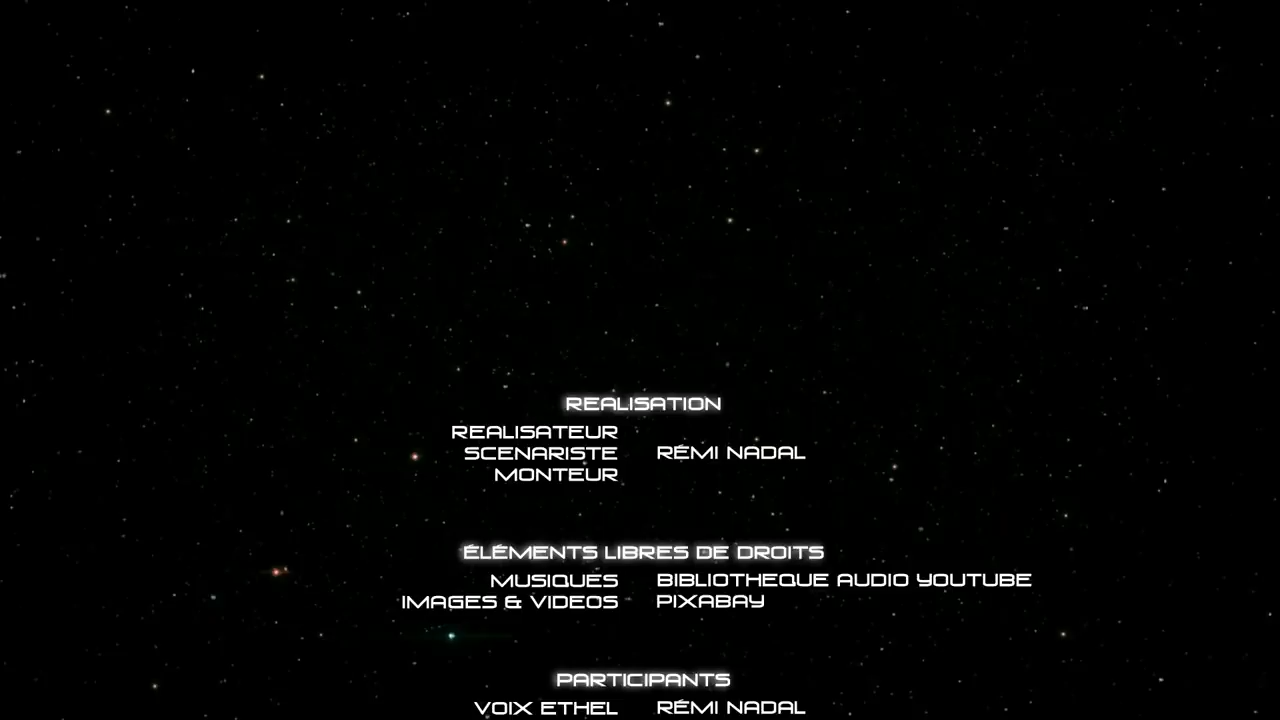 REALISATION
REALISATEUR
SCENARISTE RÉMI NADAL
MONTEUR
ÉLÉMENTS LIBRES DE DROITS
MUSIQUES BIBLIOTHEQUE AUDIO YOUTUBE
IMAGES & VIDEOS PIXABAY
PARTICIPANTS
VOIX ETHEL RÉMI NADAL